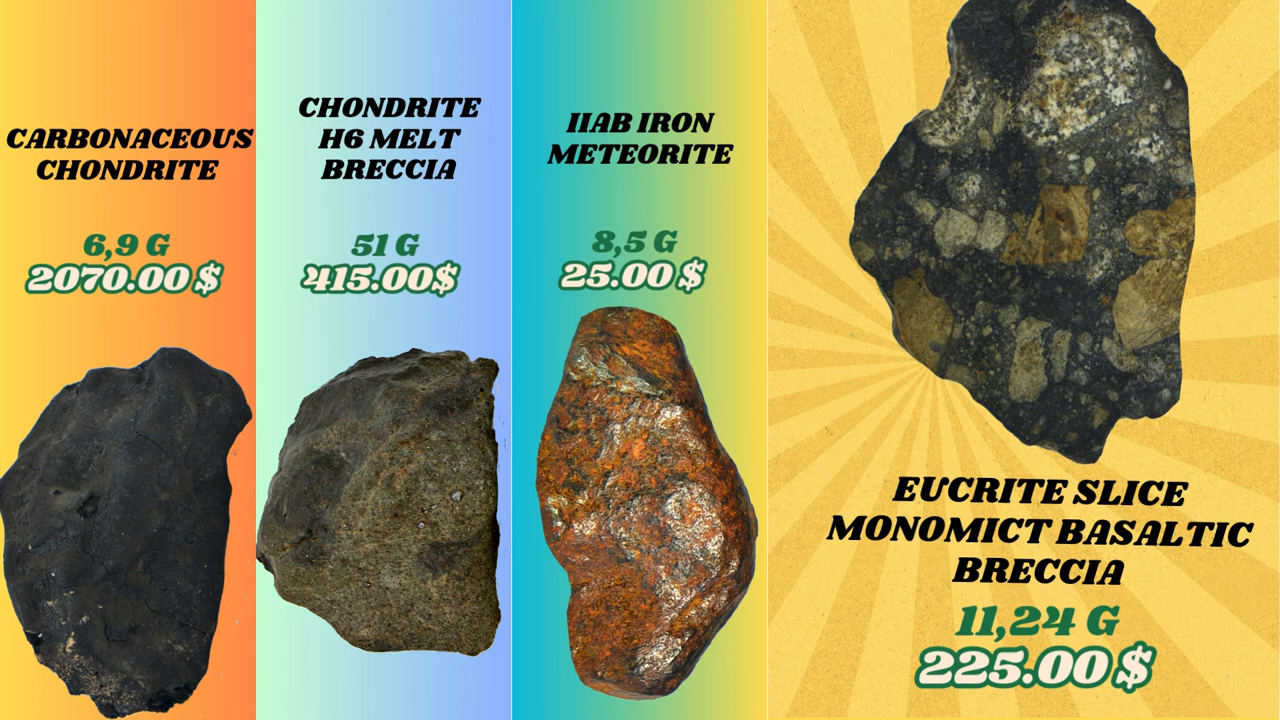 CARBONACEOUS
CHONDRITE
6,9 G
2070.00 $
CHONDRITE
H6 MELT
BRECCIA
51 G
415.00$
IIAB IRON
METEORITE
8,5 G
25.00 $
EUCRITE SLICE
MONOMICT BASALTIC
BRECCIA
11,24 G
225.00 $